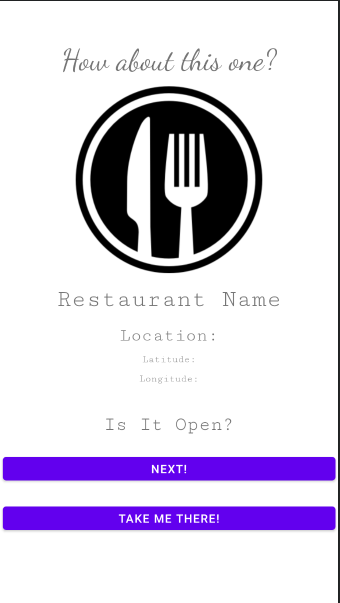 How about this one?
Restaurant Name
Location:
Latitude:
Longitude:
Is It Open?
NEXT!
TAKE ME THERE!